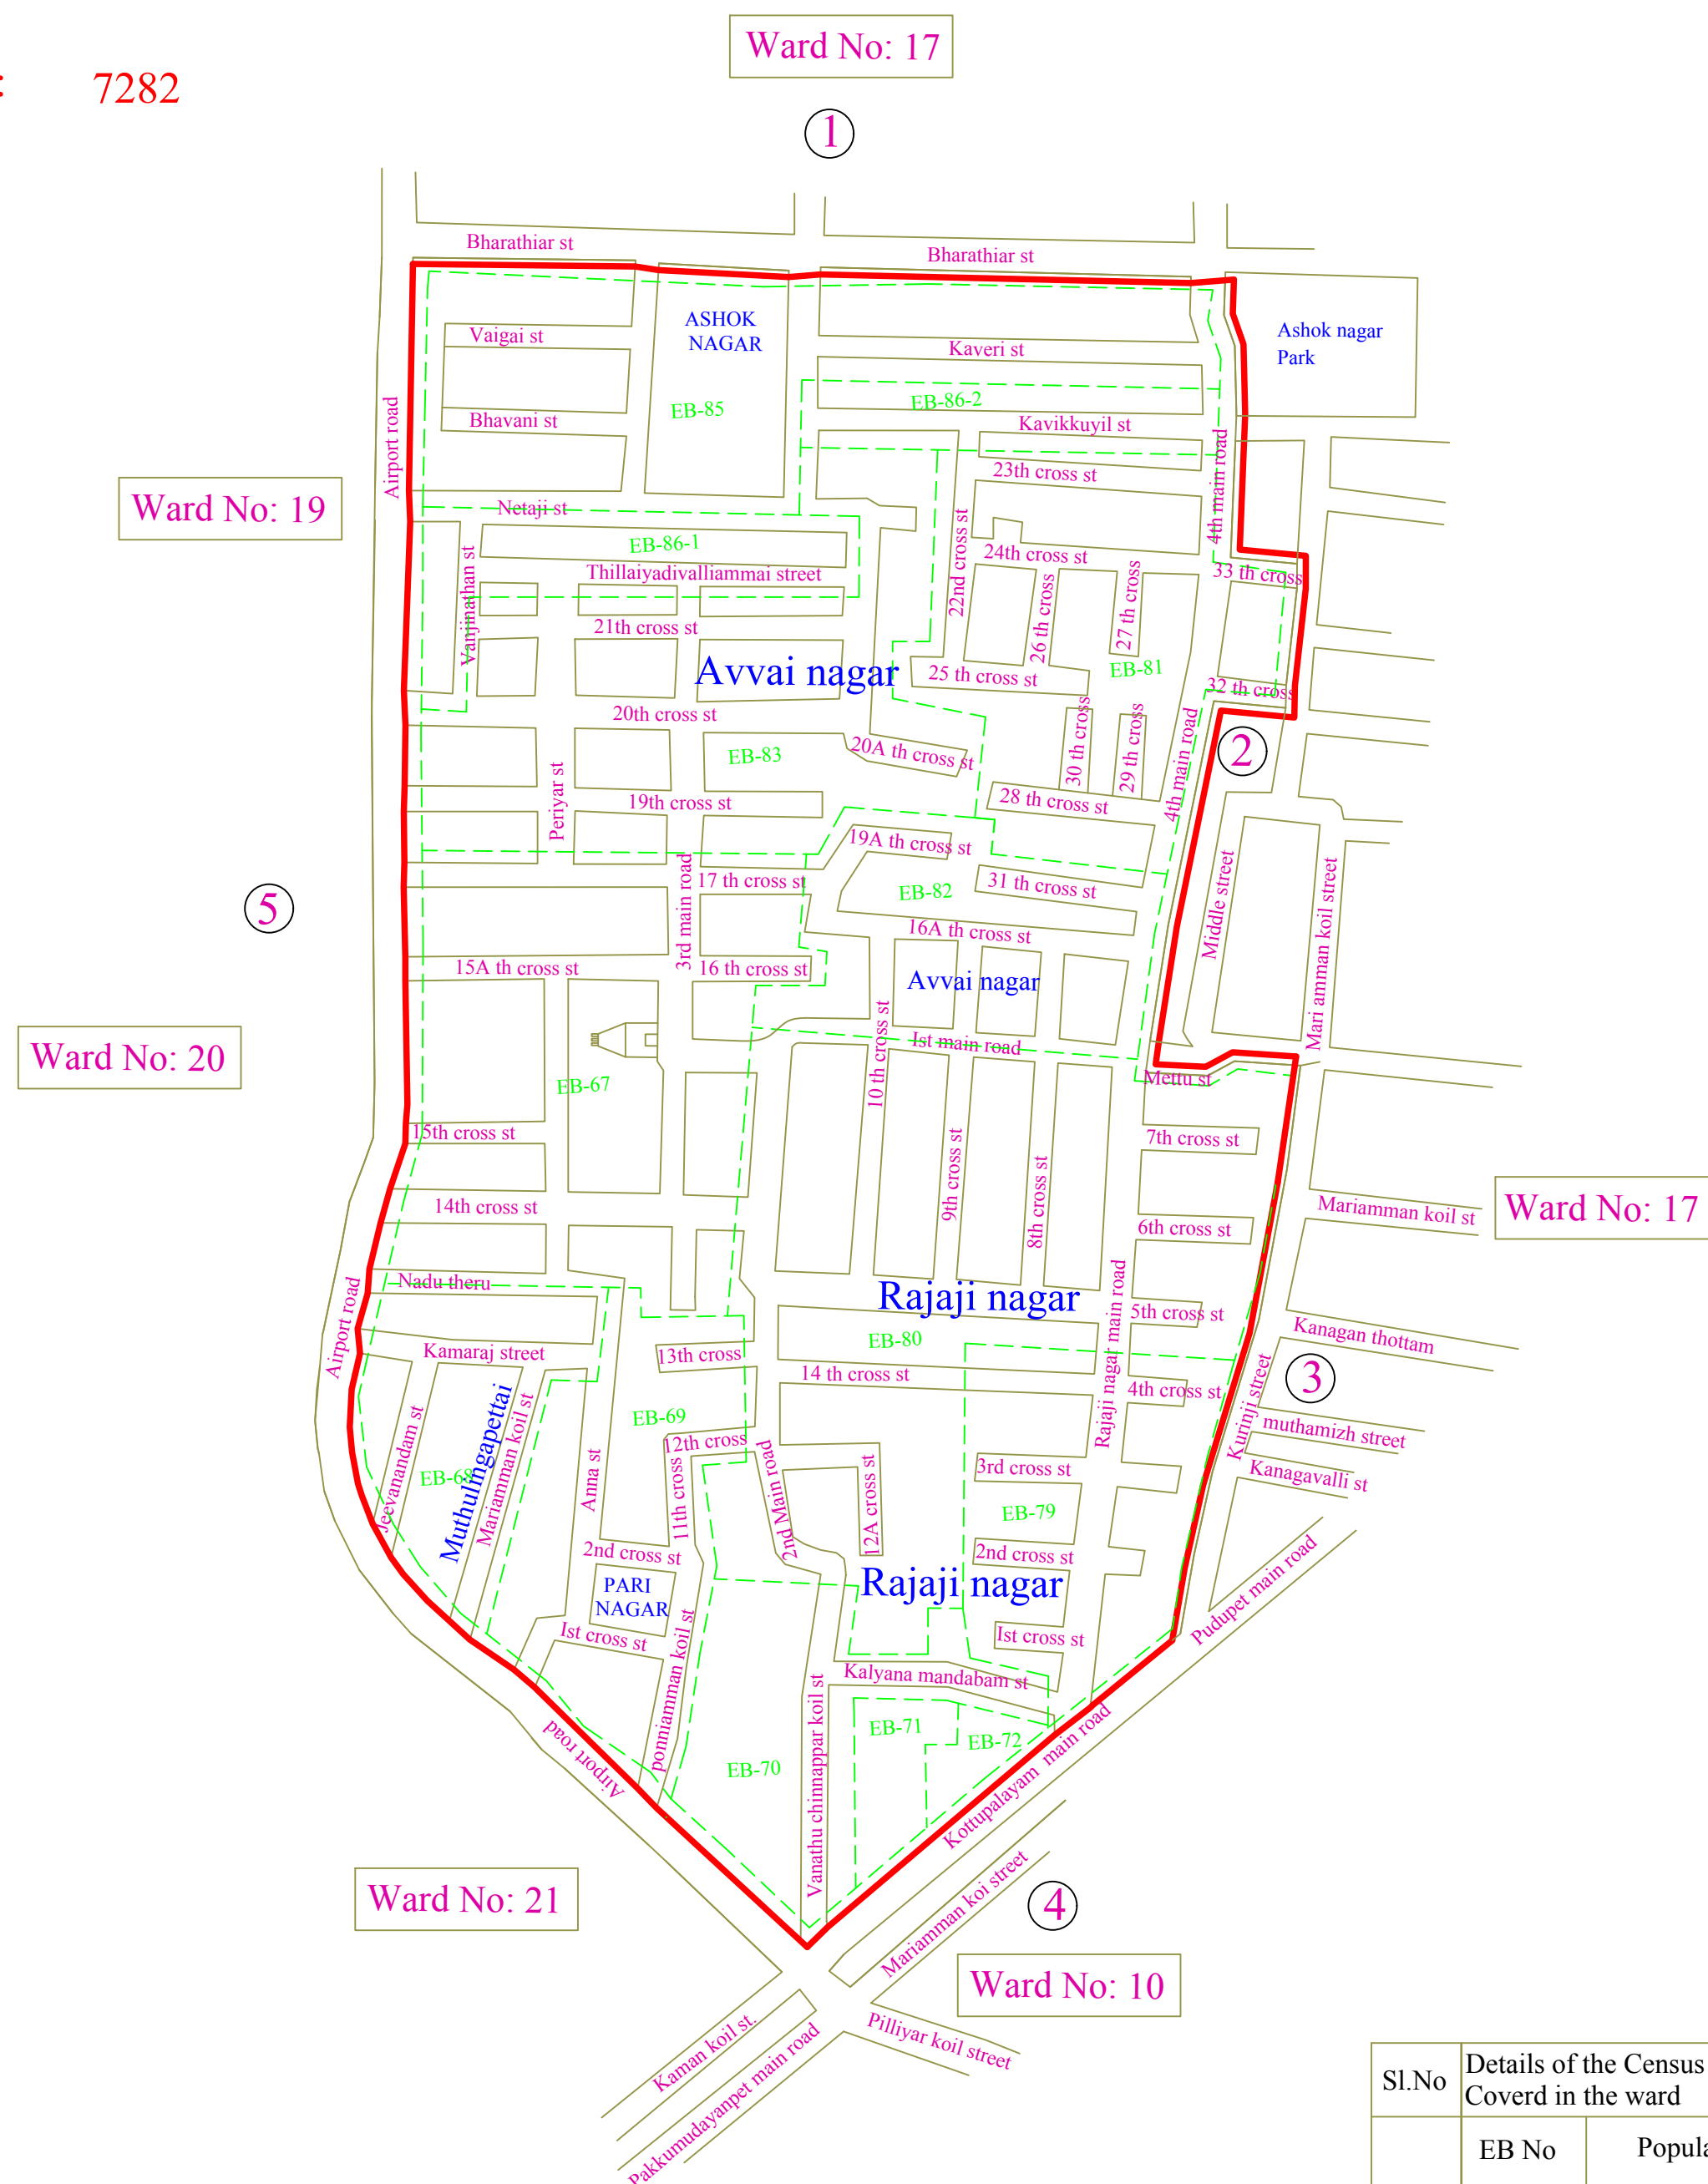 Ward No: 17
: 7282
1
Bharathiar st
Bharathiar st
ASHOK
NAGAR
Ashok nagar
Park
Vaigai st
Kaveri st
Airport road
EB-85
EB-86-2
Bhavani st
Kavikkuyil st
4th main road
23th cross st
Ward No: 19
Netaji st
22nd cross st
EB-86-1
24th cross st
Thillaiyadivalliammai street
33 th cross
Vanjinathan st
26 th cross
27 th cross
21th cross st
Avvai nagar
EB-81
25 th cross st
32 th cross
20th cross st
30 th cross
29 th cross
4th main road
2
EB-83
20A th cross st
Periyar st
19th cross st
28 th cross st
19A th cross st
3rd main road
17 th cross st
31 th cross st
EB-82
Middle street
Mari amman koil street
5
16A th cross st
15A th cross st
16 th cross st
Avvai nagar
10 th cross st
Ist main road
Ward No: 20
EB-67
Mettu st
15th cross st
7th cross st
9th cross st
8th cross st
14th cross st
6th cross st
Mariamman koil st
Ward No: 17
Nadu theru
Rajaji nagar
Rajaji nagar main road
5th cross st
Airport road
EB-80
Kanagan thottam
Kamaraj street
13th cross
14 th cross st
4th cross st
3
Muthulingapettai
Jeevanandam st
Mariamman koil st
EB-69
Kurinji street
muthamizh street
12th cross
2nd Main road
EB-68
Anna st
11th cross
12A cross st
3rd cross st
Kanagavalli st
EB-79
2nd cross st
2nd cross st
PARI
NAGAR
Rajaji nagar
Pudupet main road
Ist cross st
Ist cross st
ponniamman koil st
Kalyana mandabam st
Airport road
Vanathu chinnappar koil st
EB-71
EB-72
EB-70
Kottupalayam main road
Ward No: 21
Mariamman koi street
4
Ward No: 10
Kaman koil st.
Pakkumudayanpet main road
Pilliyar koil street
Sl.No
Details of the Census
Coverd in the ward
EB No
Popula